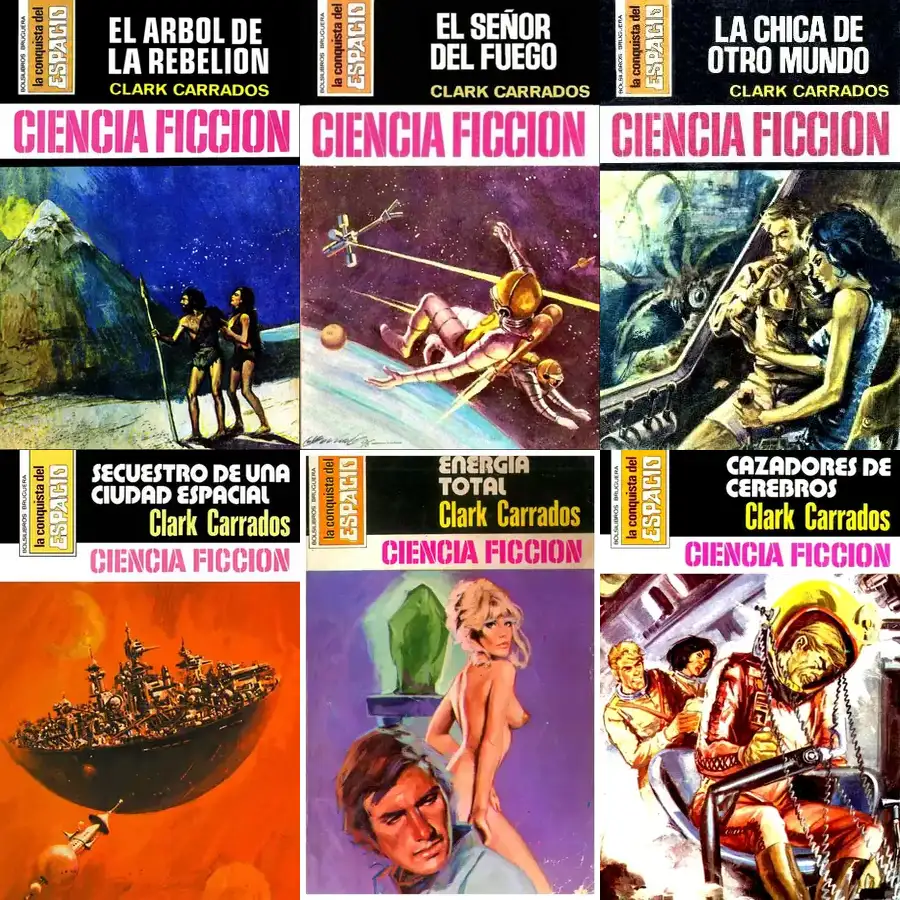 BOLSILIBROS BRUGUERA
la conquista del
ESPACIO
EL ARBOL DE
LA REBELION
CLARK CARRADOS
CIENCIA FICCION
BOLSILIBROS BRUGUERA
la conquista del
ESPACIO
EL SEÑOR
DEL FUEGO
CLARK CARRADOS
CIENCIA FICCION
BOLSILIBROS BRUGUERA
la conquista del
ESPACIO
LA CHICA DE
OTRO MUNDO
CLARK CARRADOS
CIENCIA FICCION
BOLSILIBROS BRUGUERA
la conquista del
ESPACIO
SECUESTRO DE UNA
CIUDAD ESPACIAL
Clark Carrados
CIENCIA FICCION
BOLSILIBROS BRUGUERA
la conquista del
ESPACIO
ENERGIA
TOTAL
Clark Carrados
CIENCIA FICCION
BOLSILIBROS BRUGUERA
la conquista del
ESPACIO
CAZADORES DE
CEREBROS
Clark Carrados
CIENCIA FICCION